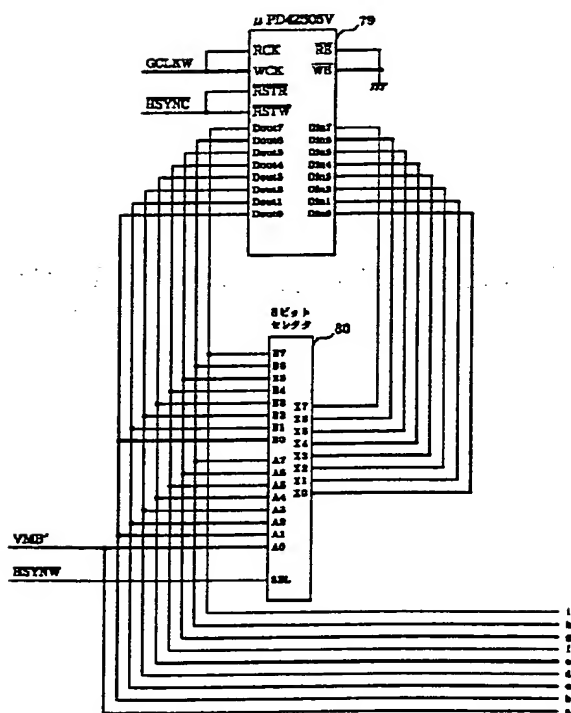 μPD42505V
79
RCK
RE
GCLKW
WCK
WE
RSTR
HSYNC
RSTW
Dout7
Din7
Dout6
Din6
Dout5
Din5
Dout4
Din4
Dout3
Din3
Dout2
Din2
Dout1
Din1
Dout0
Din0
8ビット
セレクタ
80
B7
B6
B5
B4
B3
B2
B1
B0
A7
A6
A5
A4
A3
A2
A1
A0
SEL
Y7
Y6
Y5
Y4
Y3
Y2
Y1
Y0
VMB'
HSYNW